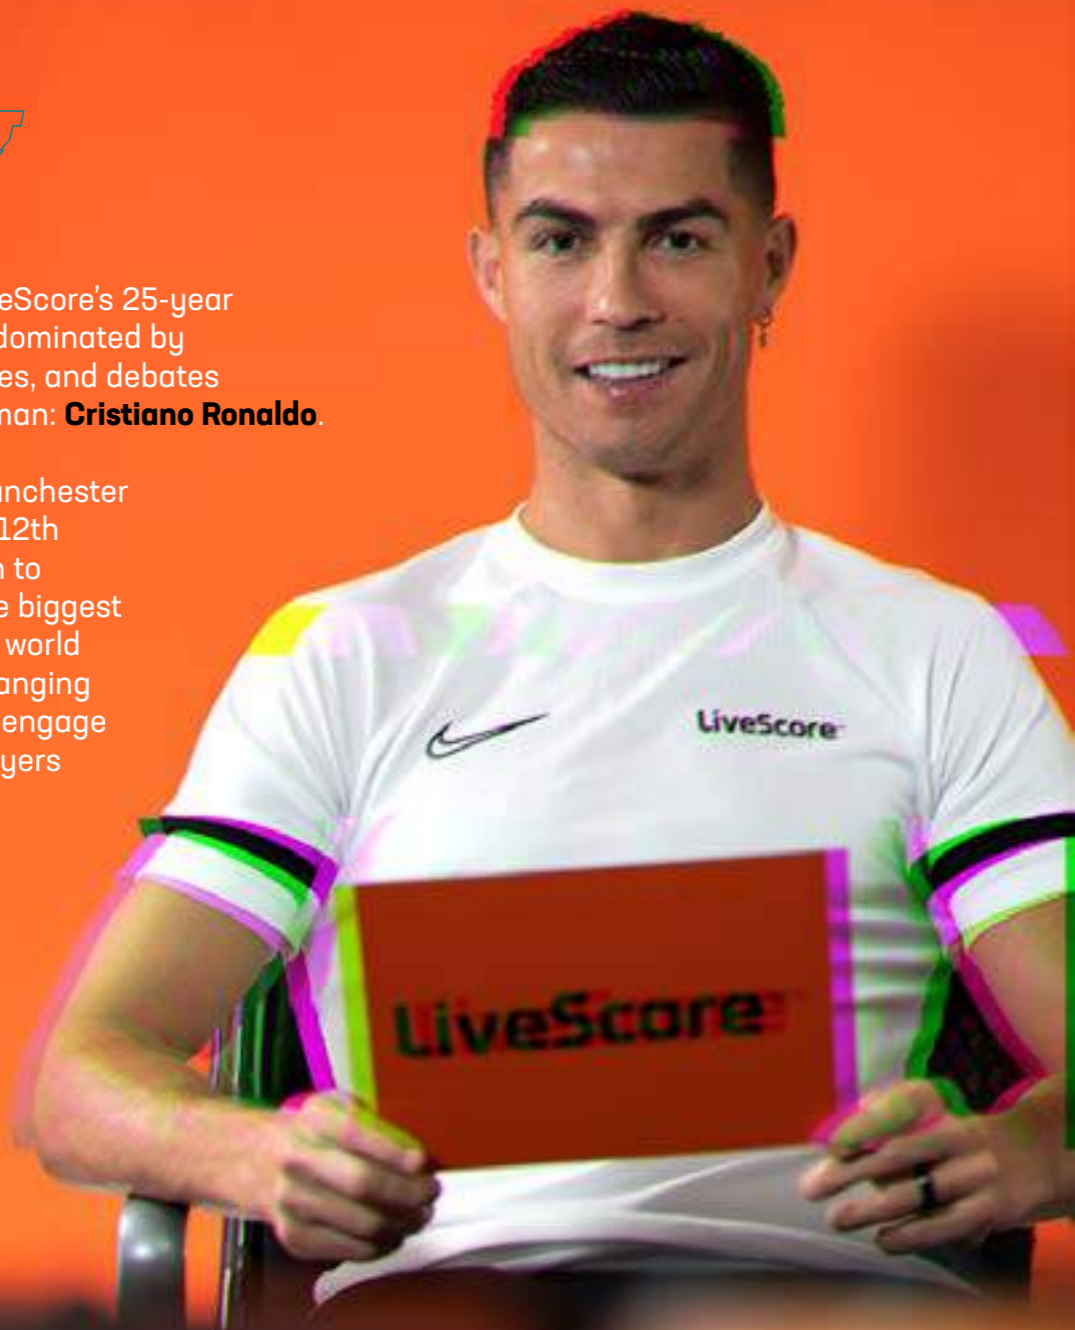 eScore's 25-year
dominated by
es, and debates
man: Cristiano Ronaldo.
anchester
12th
n to
e biggest
world
anging
engage
yers
LiveScore
LiveScore